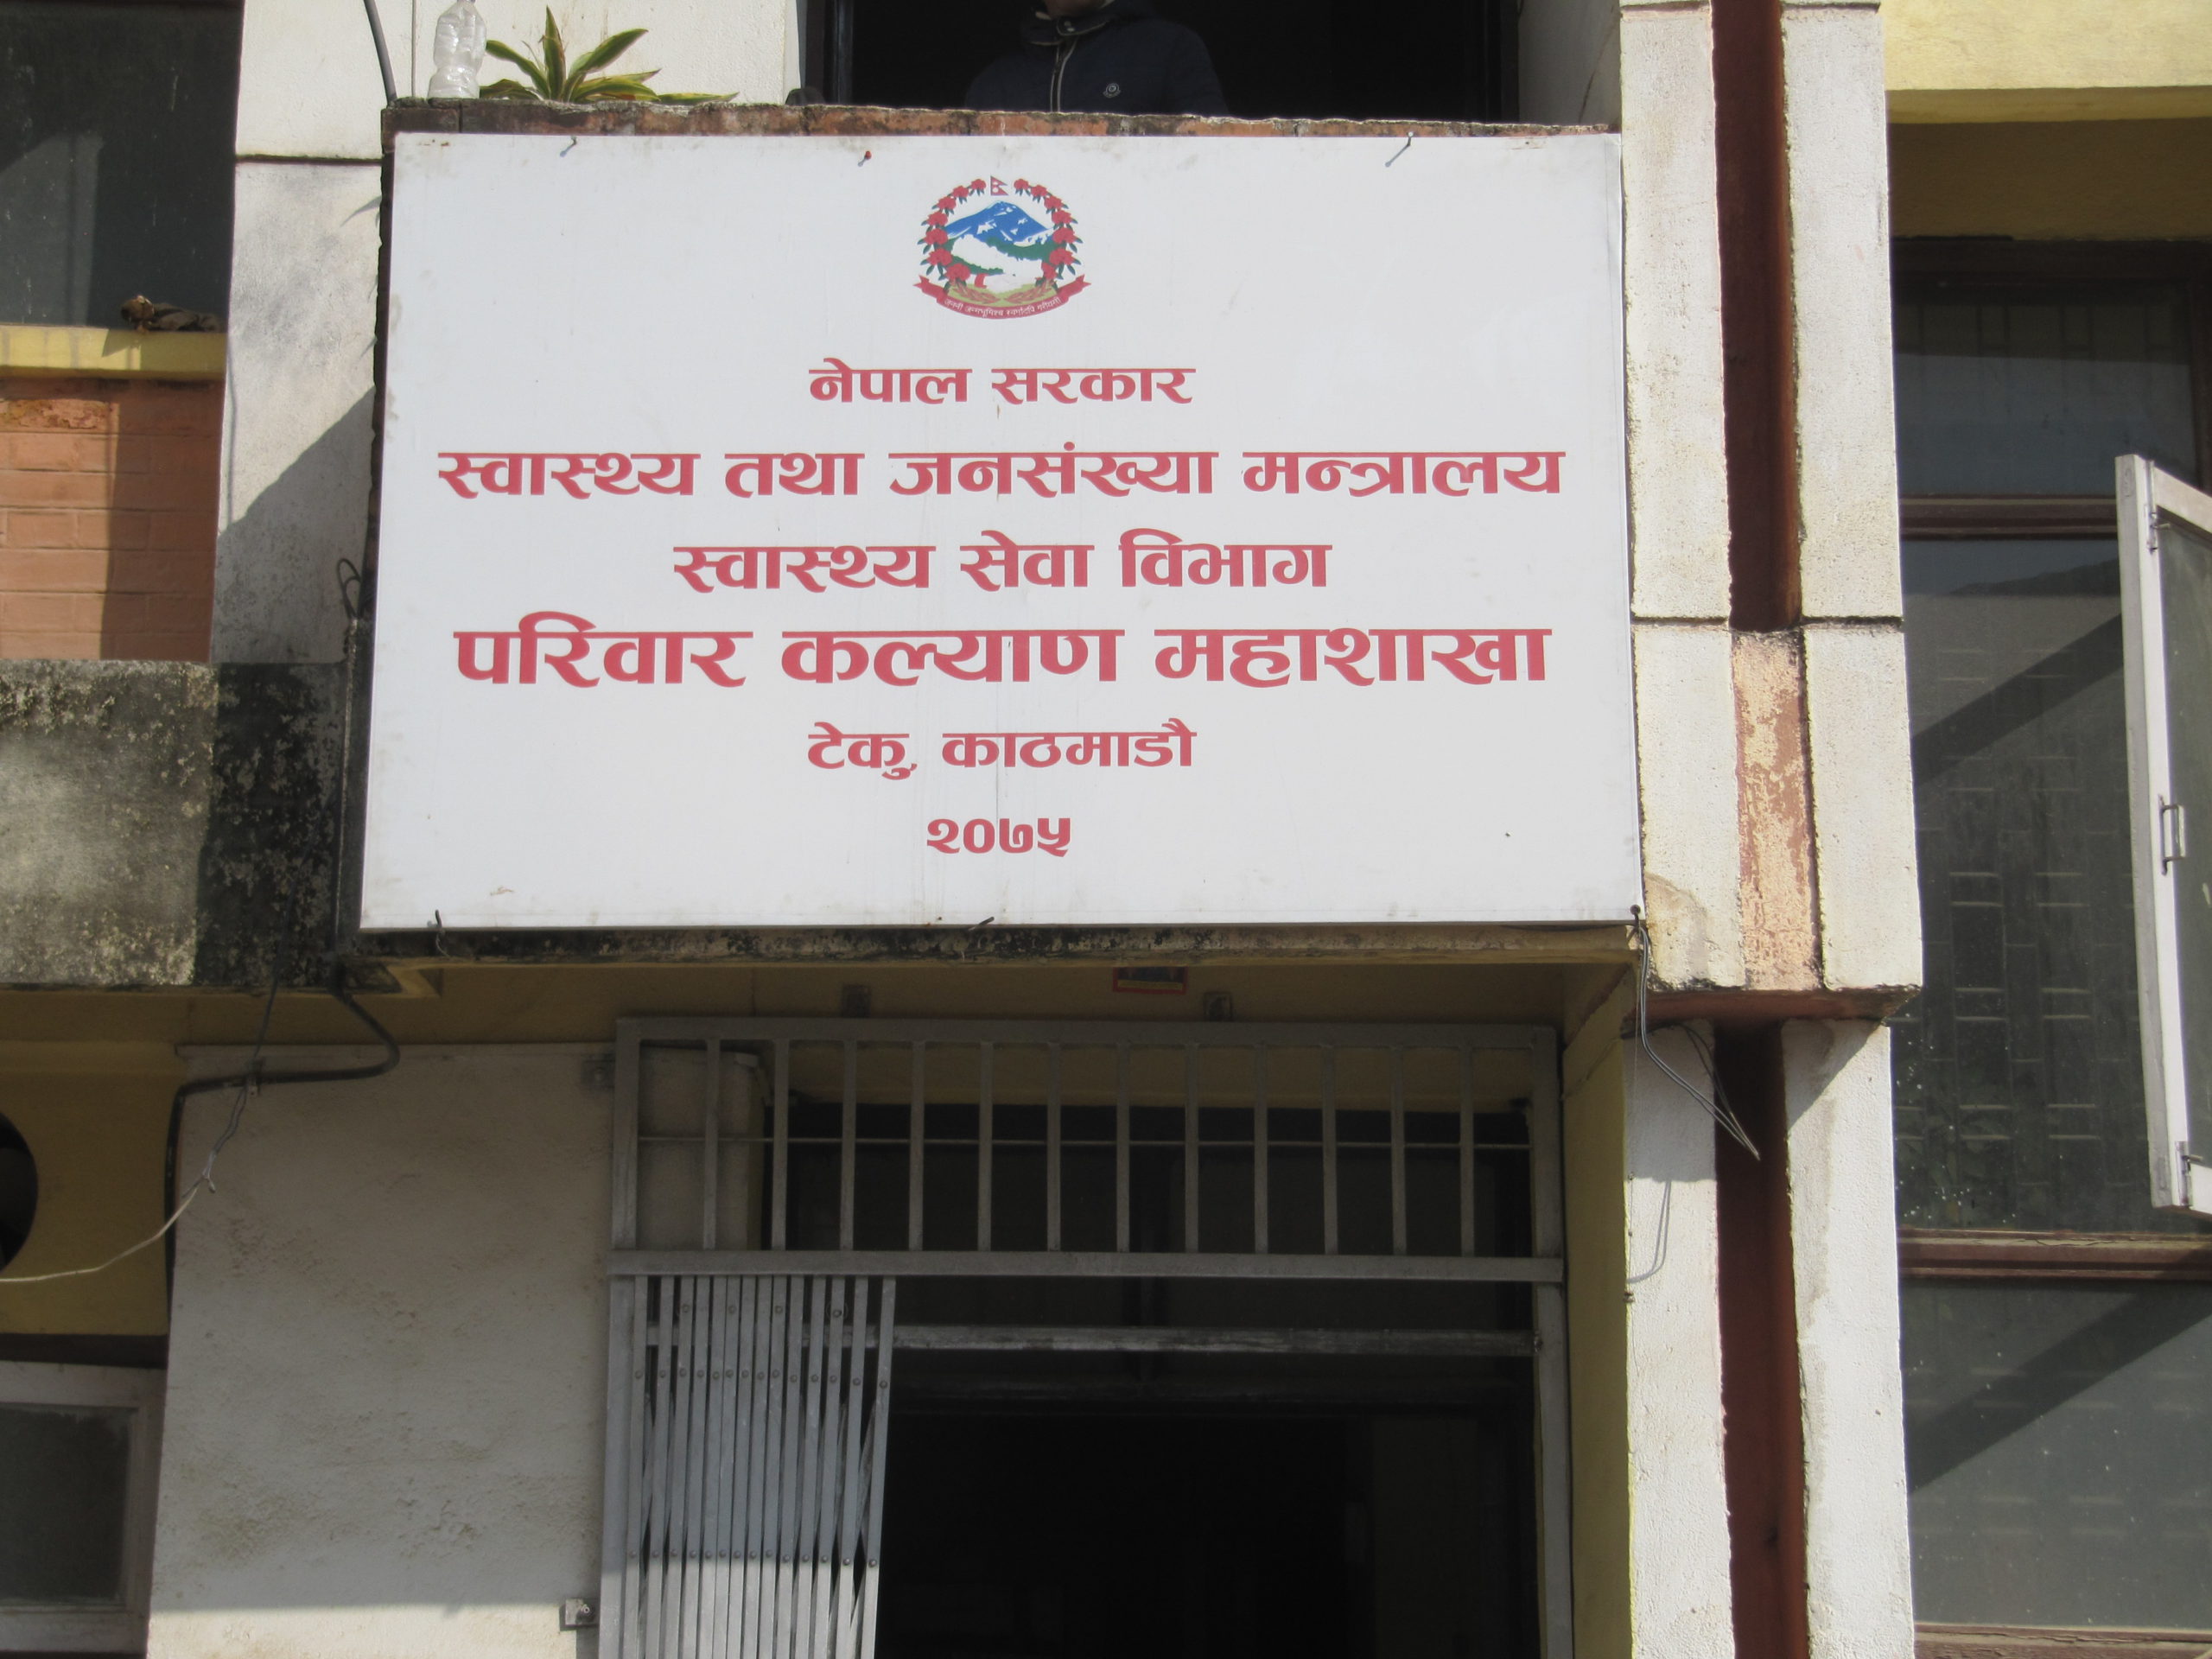 नेपाल सरकार
स्वास्थ्य तथा जनसंख्या मन्त्रालय
स्वास्थ्य सेवा विभाग
परिवार कल्याण महाशाखा
टेकु, काठमाडौ
२०७५